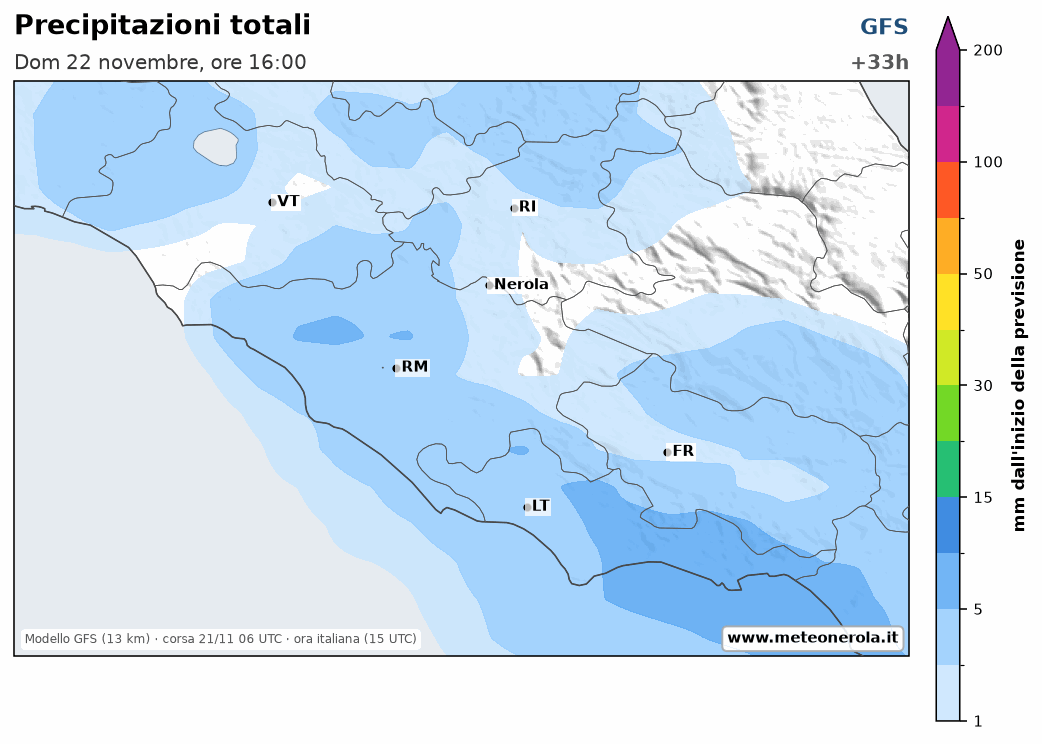 Precipitazioni totali
GFS
Dom 22 novembre, ore 16:00
+33h
VT
RI
Nerola
RM
FR
LT
Modello GFS (13 km) · corsa 21/11 06 UTC · ora italiana (15 UTC)
www.meteonerola.it
200
100
50
30
15
5
1
mm dall'inizio della previsione